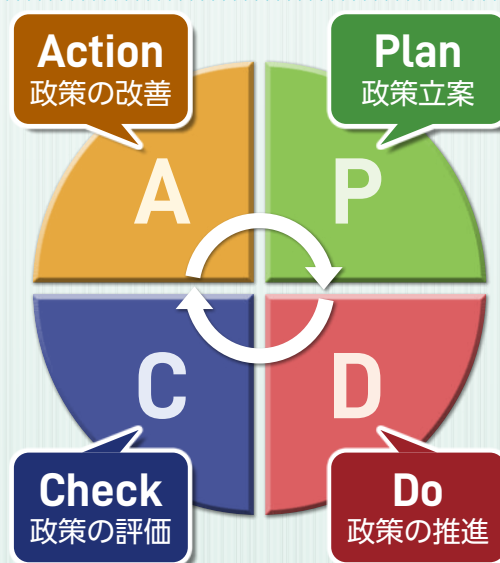 Action
政策の改善
Plan
政策立案
A
P
C
D
Check
政策の評価
Do
政策の推進